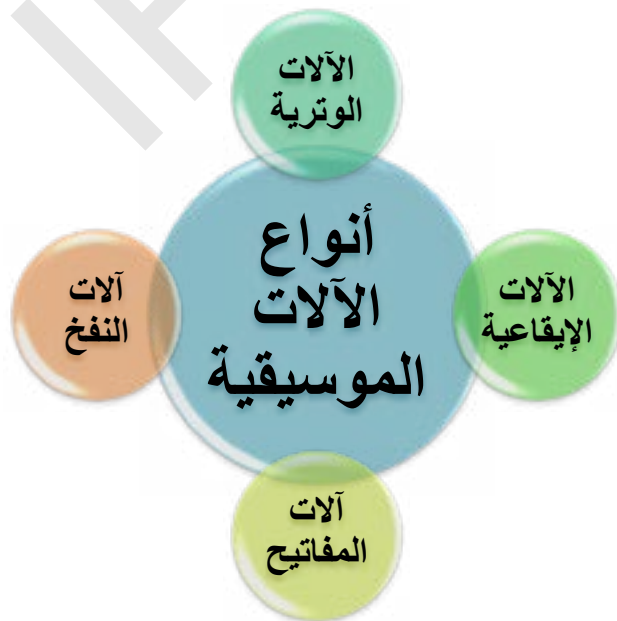 الآلات
الوترية
أنواع
الآلات
الموسيقية
الآلات
الإيقاعية
آلات
النفخ
آلات
المفاتيح